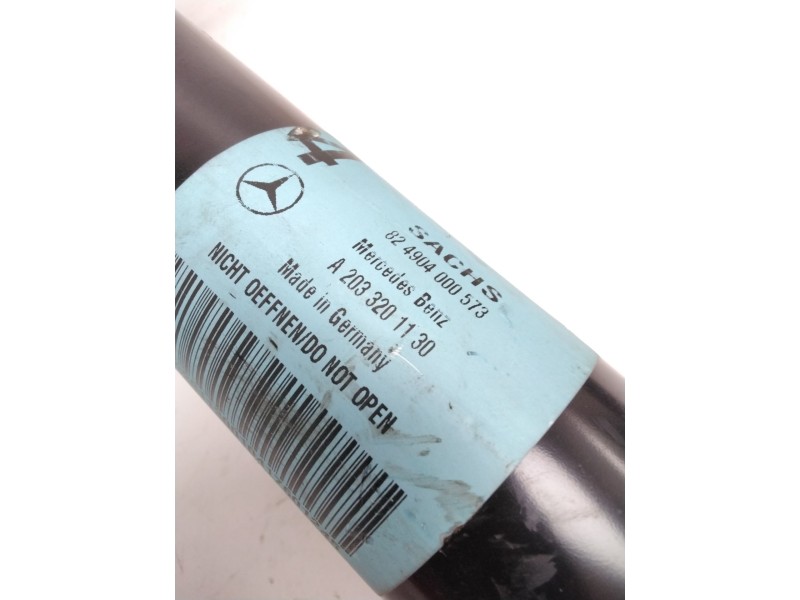 SACHS
82 4904 000 573
Mercedes Benz
A 203 320 11 30
Made in Germany
NICHT OEFFNEN/DO NOT OPEN